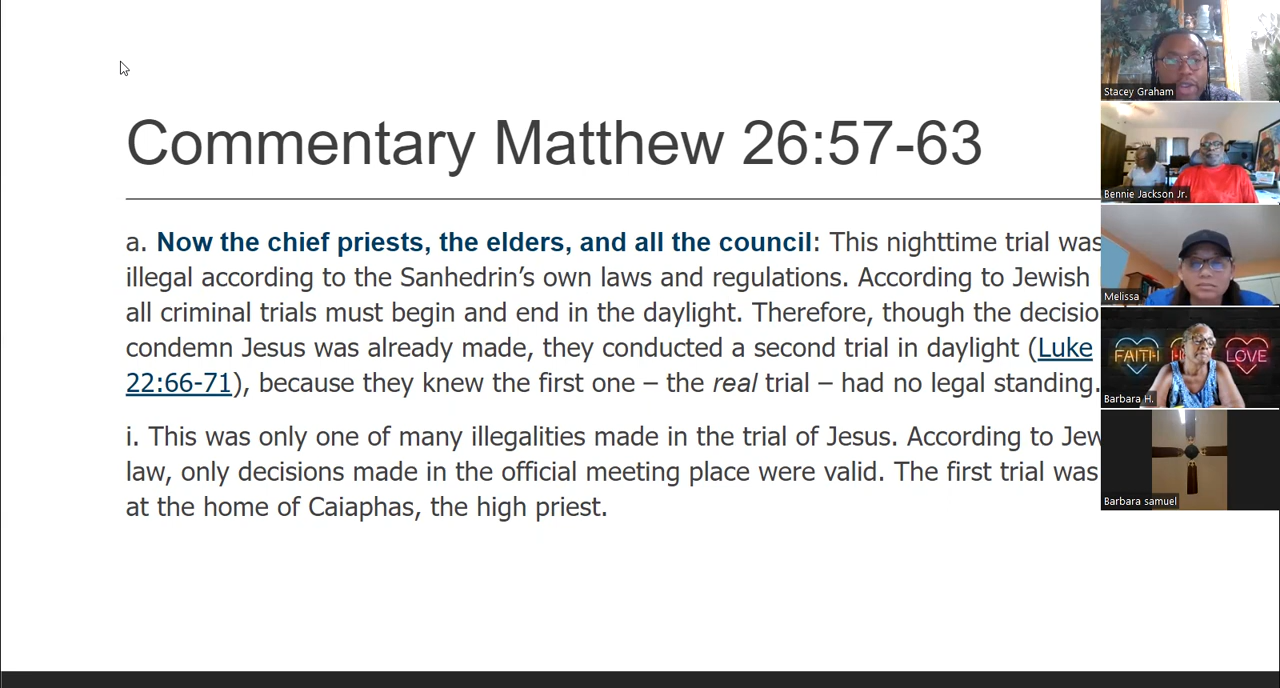 Commentary Matthew 26:57-63
a. Now the chief priests, the elders, and all the council: This nighttime trial was
illegal according to the Sanhedrin’s own laws and regulations. According to Jewish
all criminal trials must begin and end in the daylight. Therefore, though the
condemn Jesus was already made, they conducted a second trial in daylight (Luke
22:66-71), because they knew the first one – the real trial – had no legal standing.
i. This was only one of many illegalities made in the trial of Jesus. According to
law, only decisions made in the official meeting place were valid. The first trial was
at the home of Caiaphas, the high priest.
Stacey Graham
Bennie Jackson Jr.
Melissa
FAITH
LOVE
Barbara H.
Barbara samuel